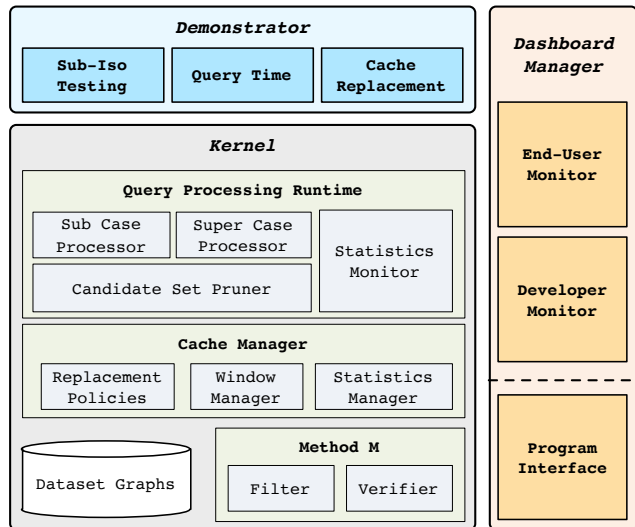 Demonstrator
Sub-Iso
Testing
Query Time
Cache
Replacement
Kernel
Query Processing Runtime
Sub Case
Processor
Super Case
Processor
Statistics
Monitor
Candidate Set Pruner
Cache Manager
Replacement
Policies
Window
Manager
Statistics
Manager
Dataset Graphs
Method M
Filter
Verifier
Dashboard
Manager
End-User
Monitor
Developer
Monitor
Program
Interface